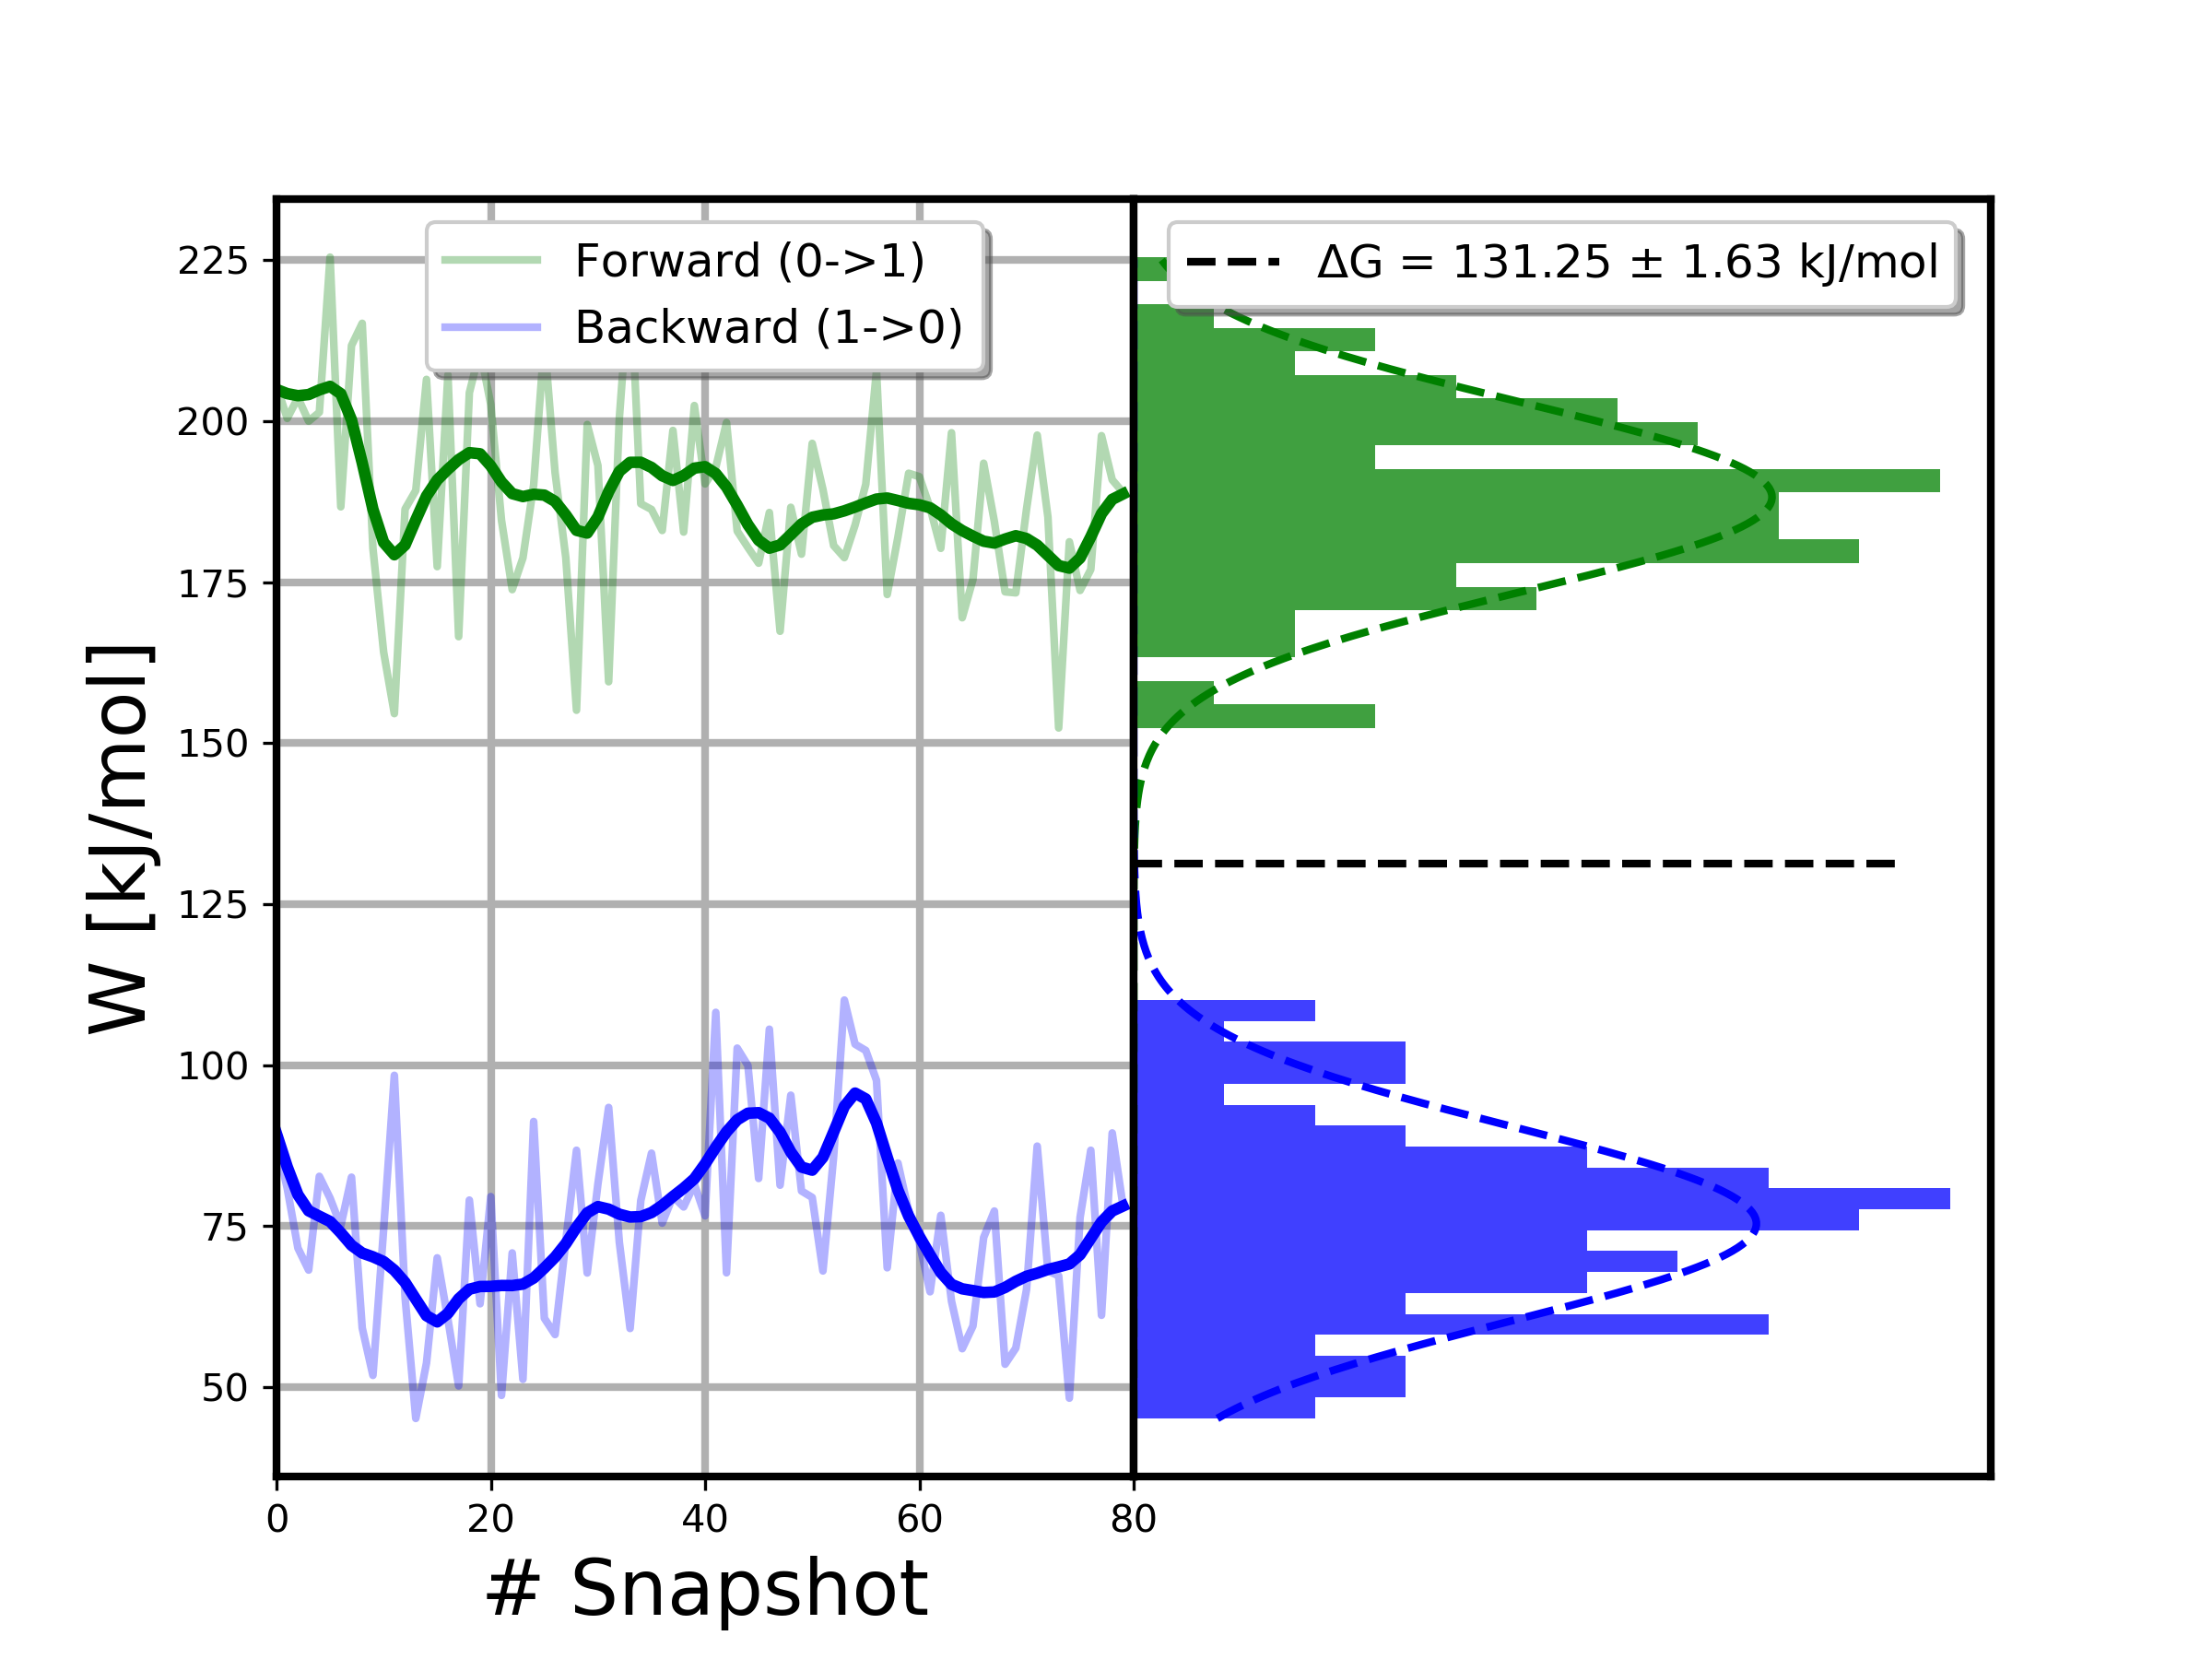 Forward (0->1)
Backward (1->0)
ΔG = 131.25 ± 1.63 kJ/mol
W [kJ/mol]
225
200
175
150
125
100
75
50
0 20 40 60 80
# Snapshot